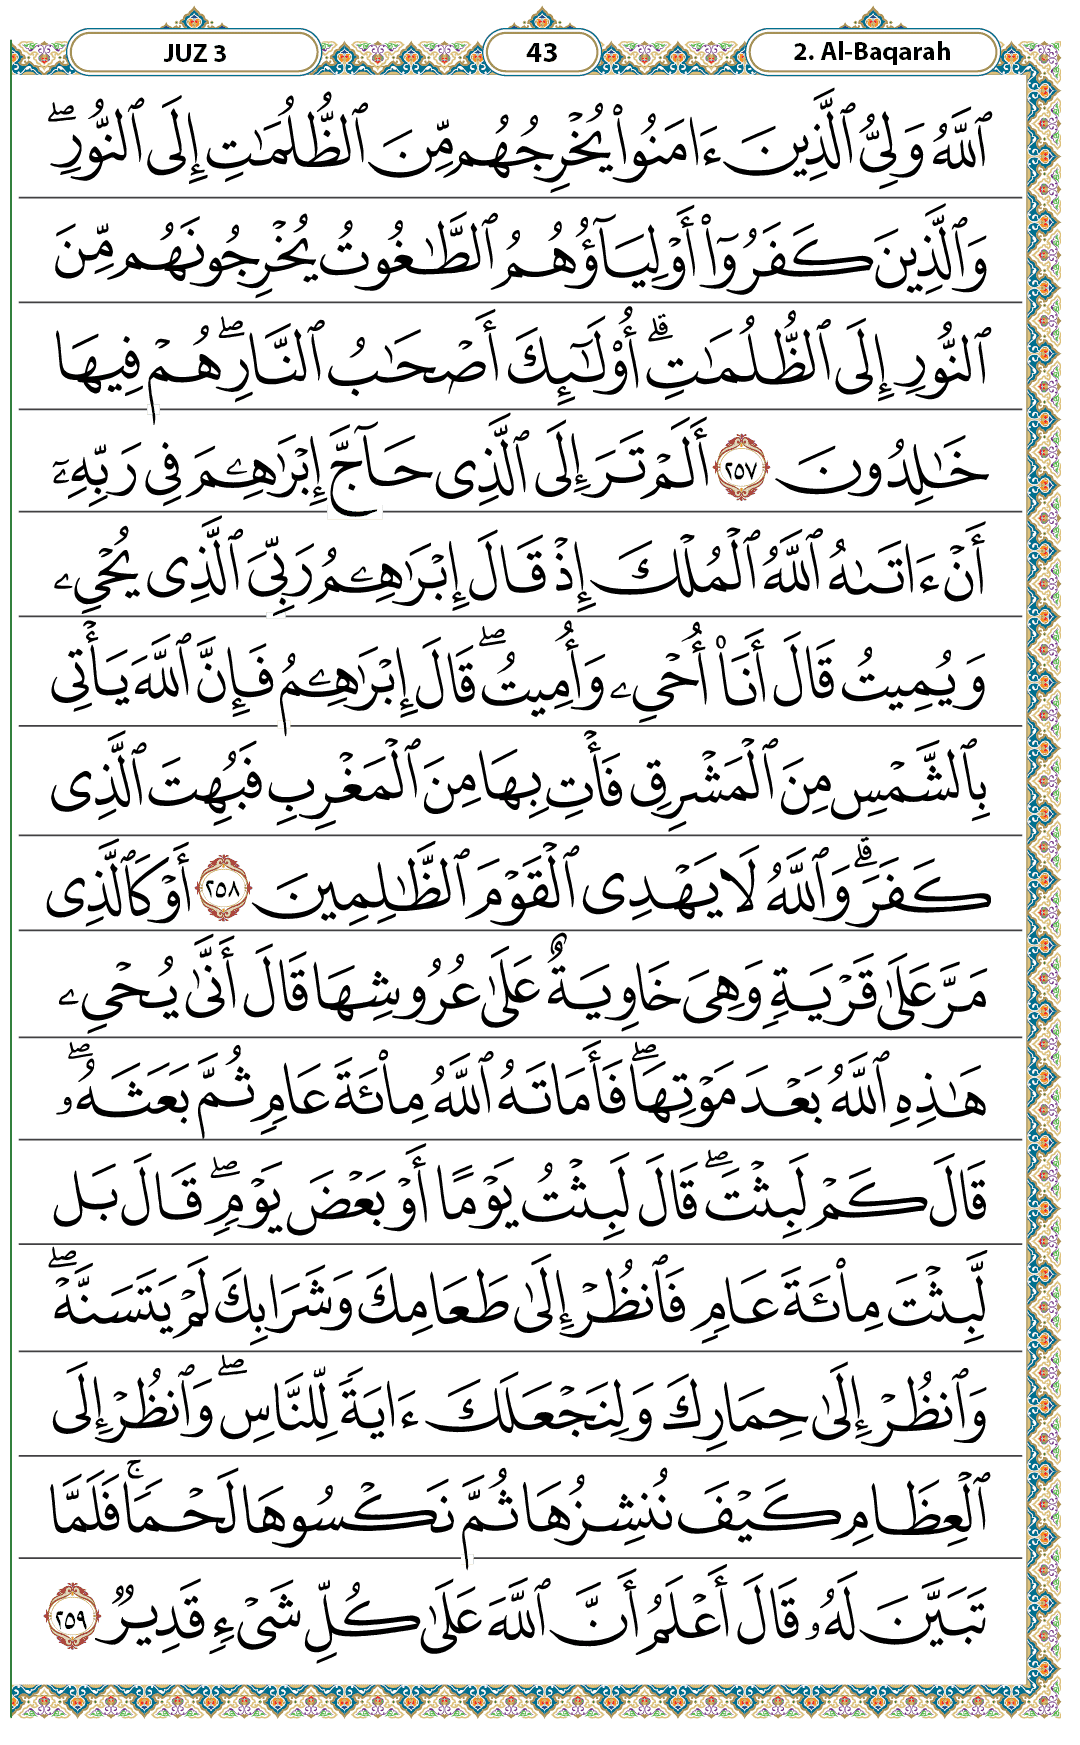 JUZ 3 43 2. Al-Baqarah
ٱللَّهُ وَلِىُّ ٱلَّذِينَ ءَامَنُوا۟ يُخْرِجُهُم مِّنَ ٱلظُّلُمَٰتِ إِلَى ٱلنُّورِ ۖ
وَٱلَّذِينَ كَفَرُوٓا۟ أَوْلِيَآؤُهُمُ ٱلطَّٰغُوتُ يُخْرِجُونَهُم مِّنَ
ٱلنُّورِ إِلَى ٱلظُّلُمَٰتِ ۗ أُو۟لَٰٓئِكَ أَصْحَٰبُ ٱلنَّارِ ۖ هُمْ فِيهَا
خَٰلِدُونَ ٢٥٧ أَلَمْ تَرَ إِلَى ٱلَّذِى حَآجَّ إِبْرَٰهِۦمَ فِى رَبِّهِۦٓ
أَنْ ءَاتَىٰهُ ٱللَّهُ ٱلْمُلْكَ إِذْ قَالَ إِبْرَٰهِۦمُ رَبِّىَ ٱلَّذِى يُحْىِۦ
وَيُمِيتُ قَالَ أَنَا۠ أُحْىِۦ وَأُمِيتُ ۖ قَالَ إِبْرَٰهِۦمُ فَإِنَّ ٱللَّهَ يَأْتِى
بِٱلشَّمْسِ مِنَ ٱلْمَشْرِقِ فَأْتِ بِهَا مِنَ ٱلْمَغْرِبِ فَبُهِتَ ٱلَّذِى
كَفَرَ ۗ وَٱللَّهُ لَا يَهْدِى ٱلْقَوْمَ ٱلظَّٰلِمِينَ ٢٥٨ أَوْ كَٱلَّذِى
مَرَّ عَلَىٰ قَرْيَةٍ وَهِىَ خَاوِيَةٌ عَلَىٰ عُرُوشِهَا قَالَ أَنَّىٰ يُحْىِۦ
هَٰذِهِ ٱللَّهُ بَعْدَ مَوْتِهَا ۖ فَأَمَاتَهُ ٱللَّهُ مِا۟ئَةَ عَامٍ ثُمَّ بَعَثَهُۥ ۖ
قَالَ كَمْ لَبِثْتَ ۖ قَالَ لَبِثْتُ يَوْمًا أَوْ بَعْضَ يَوْمٍ ۖ قَالَ بَل
لَّبِثْتَ مِا۟ئَةَ عَامٍ فَٱنظُرْ إِلَىٰ طَعَامِكَ وَشَرَابِكَ لَمْ يَتَسَنَّهْ ۖ
وَٱنظُرْ إِلَىٰ حِمَارِكَ وَلِنَجْعَلَكَ ءَايَةً لِّلنَّاسِ ۖ وَٱنظُرْ إِلَى
ٱلْعِظَامِ كَيْفَ نُنشِزُهَا ثُمَّ نَكْسُوهَا لَحْمًا ۚ فَلَمَّا
تَبَيَّنَ لَهُۥ قَالَ أَعْلَمُ أَنَّ ٱللَّهَ عَلَىٰ كُلِّ شَىْءٍ قَدِيرٌ ٢٥٩